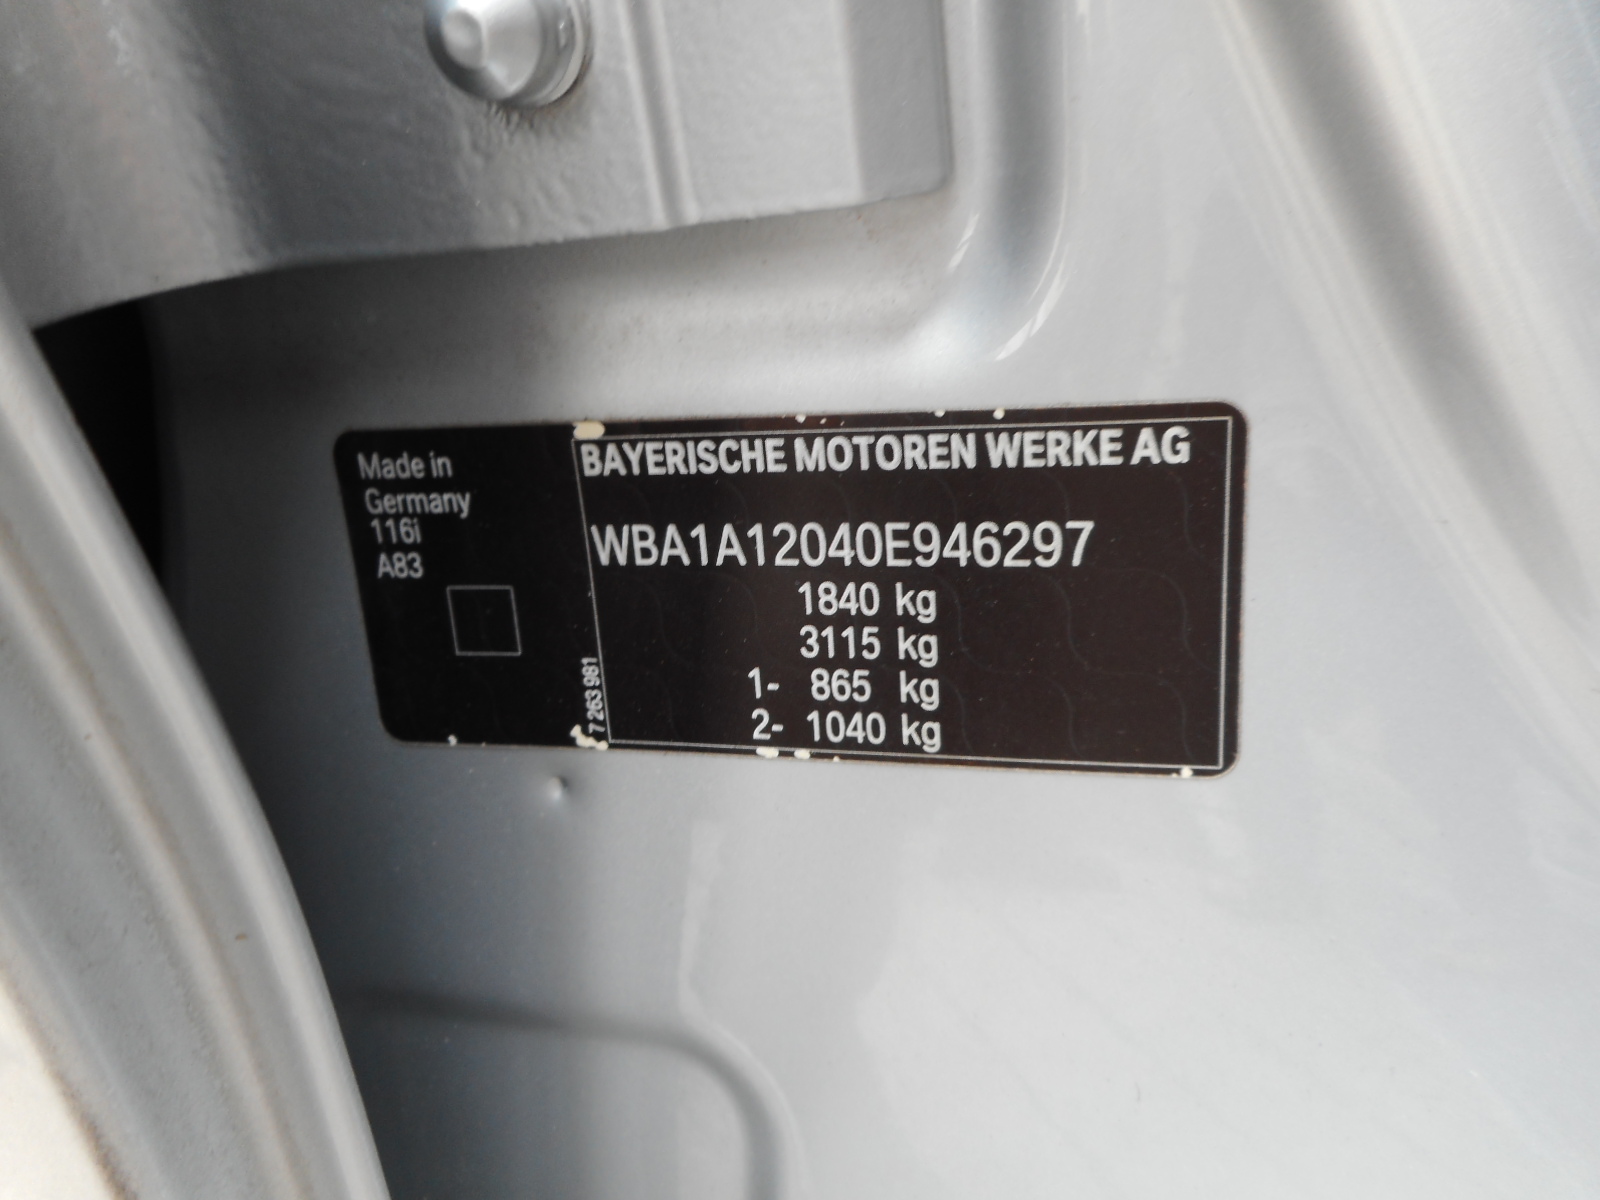 Made in
Germany
116i
A83
7 263 981
BAYERISCHE MOTOREN WERKE AG
WBA1A12040E946297
1840 kg
3115 kg
1- 865 kg
2- 1040 kg